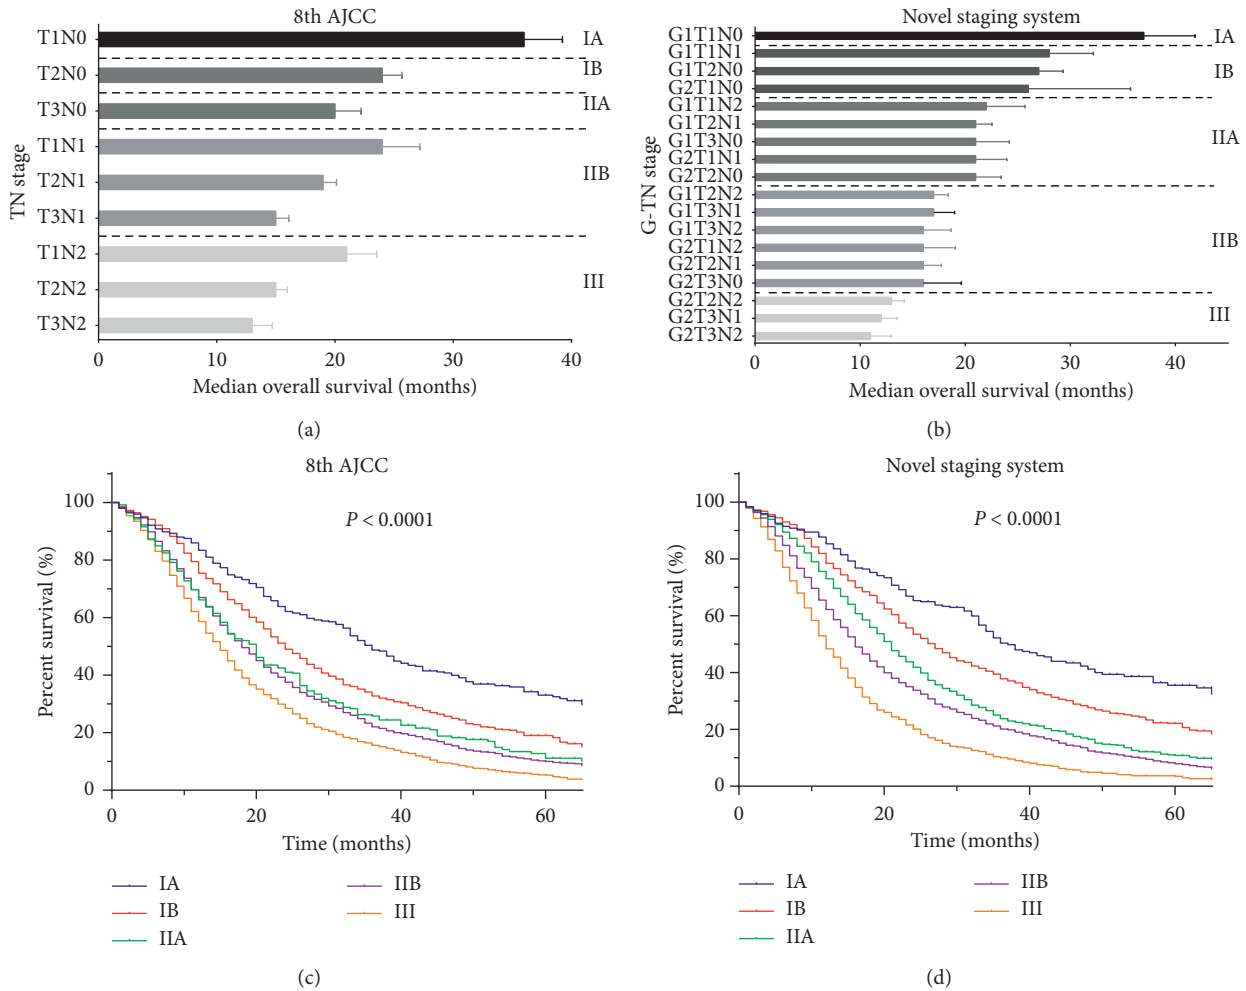 8th AJCC
TN stage
T1N0
T2N0
T3N0
T1N1
T2N1
T3N1
T1N2
T2N2
T3N2
IA
IB
IIA
IIB
III
0 10 20 30 40
Median overall survival (months)
(a)
Novel staging system
G-TN stage
G1T1N0
G1T1N1
G1T2N0
G2T1N0
G1T1N2
G1T2N1
G1T3N0
G2T1N1
G2T2N0
G1T2N2
G1T3N1
G1T3N2
G2T1N2
G2T2N1
G2T3N0
G2T2N2
G2T3N1
G2T3N2
IA
IB
IIA
IIB
III
0 10 20 30 40
Median overall survival (months)
(b)
8th AJCC
P < 0.0001
Percent survival (%)
100
80
60
40
20
0
0 20 40 60
Time (months)
IA IIB
IB III
IIA
(c)
Novel staging system
P < 0.0001
Percent survival (%)
100
80
60
40
20
0
0 20 40 60
Time (months)
IA IIB
IB III
IIA
(d)